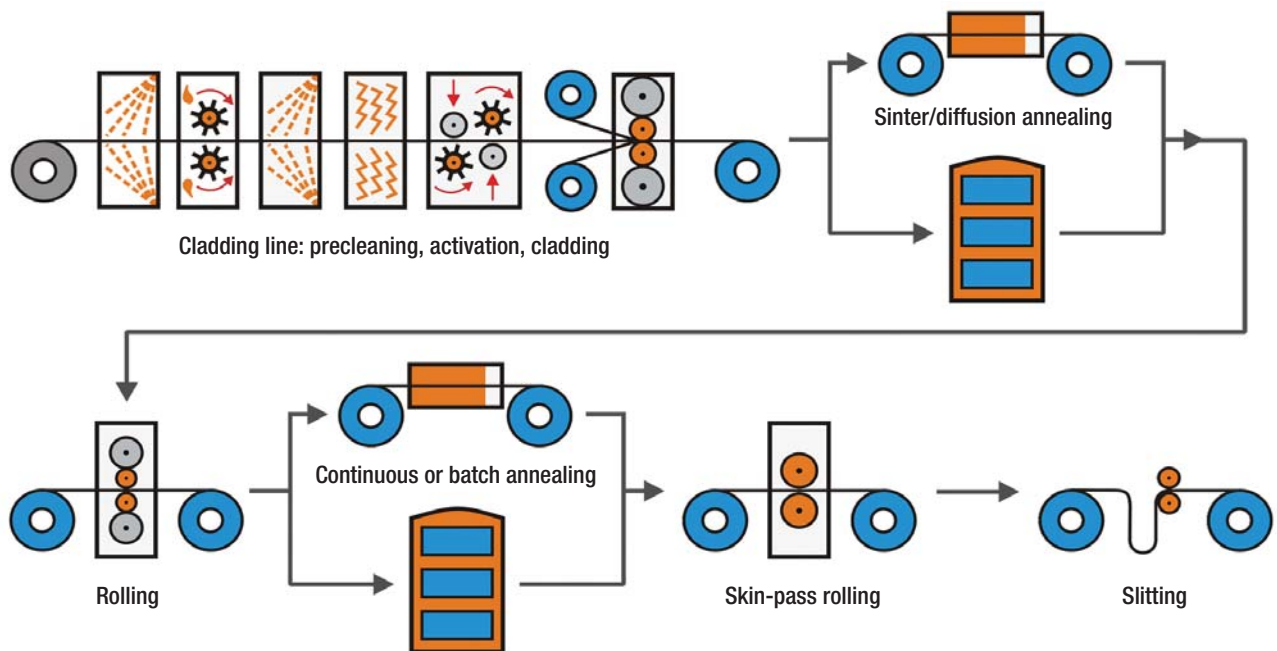 Sinter/diffusion annealing
Cladding line: precleaning, activation, cladding
Continuous or batch annealing
Rolling
Skin-pass rolling
Slitting